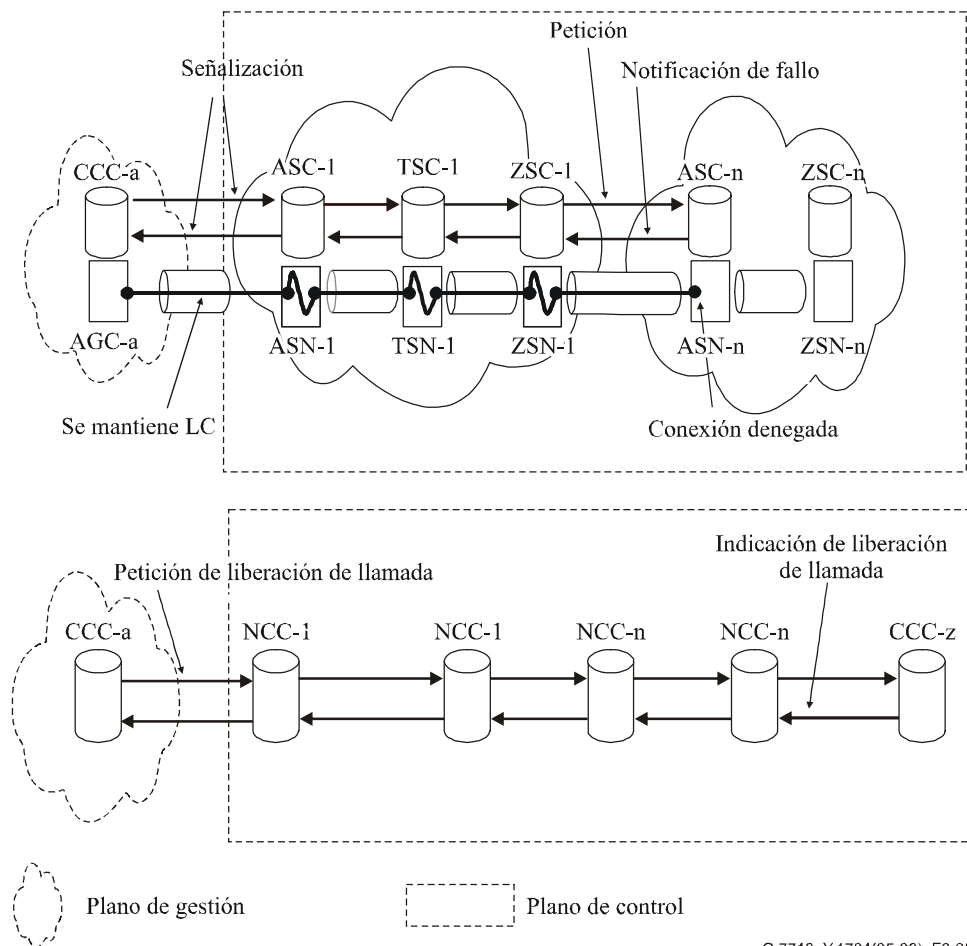 Petición
Señalización
Notificación de fallo
CCC-a
ASC-1
TSC-1
ZSC-1
ASC-n
ZSC-n
AGC-a
ASN-1
TSN-1
ZSN-1
ASN-n
ZSN-n
Se mantiene LC
Conexión denegada
Indicación de liberación
de llamada
Petición de liberación de llamada
CCC-a
NCC-1
NCC-1
NCC-n
NCC-n
CCC-z
Plano de gestión
Plano de control